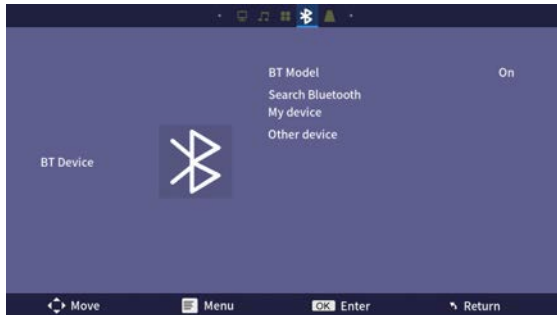 BT Model On
Search Bluetooth
My device
Other device
BT Device
Move Menu OK Enter Return